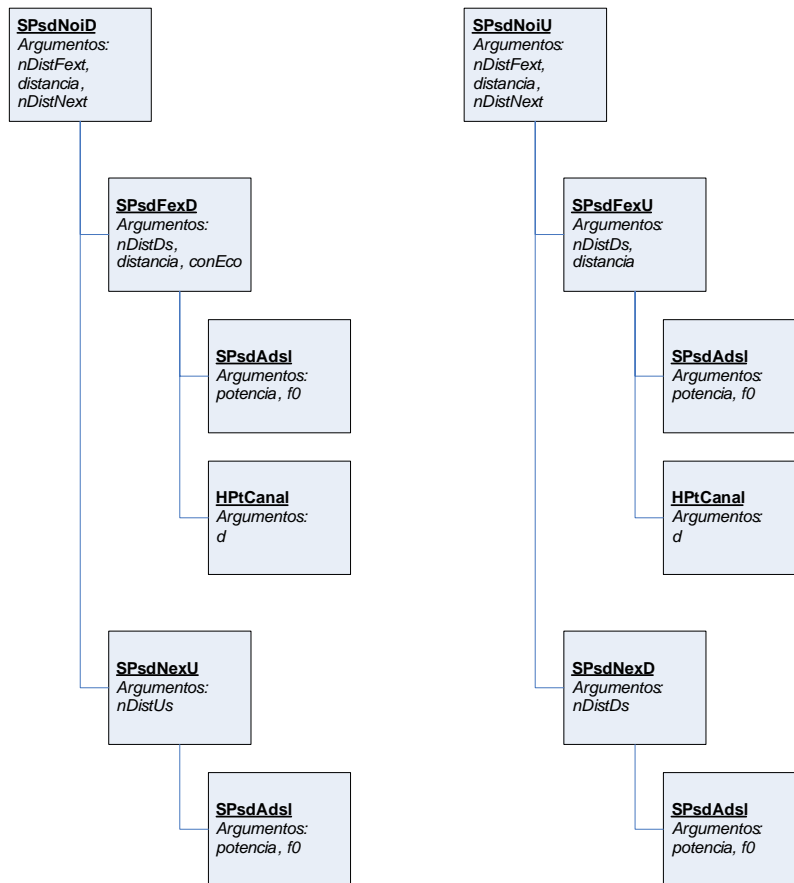 SPsdNoiD
Argumentos:
nDistFext,
distancia,
nDistNext
SPsdFexD
Argumentos:
nDistDs,
distancia, conEco
SPsdAdsl
Argumentos:
potencia, f0
HPtCanal
Argumentos:
d
SPsdNexU
Argumentos:
nDistUs
SPsdAdsl
Argumentos:
potencia, f0
SPsdNoiU
Argumentos:
nDistFext,
distancia,
nDistNext
SPsdFexU
Argumentos:
nDistDs,
distancia
SPsdAdsl
Argumentos:
potencia, f0
HPtCanal
Argumentos:
d
SPsdNexD
Argumentos:
nDistDs
SPsdAdsl
Argumentos:
potencia, f0